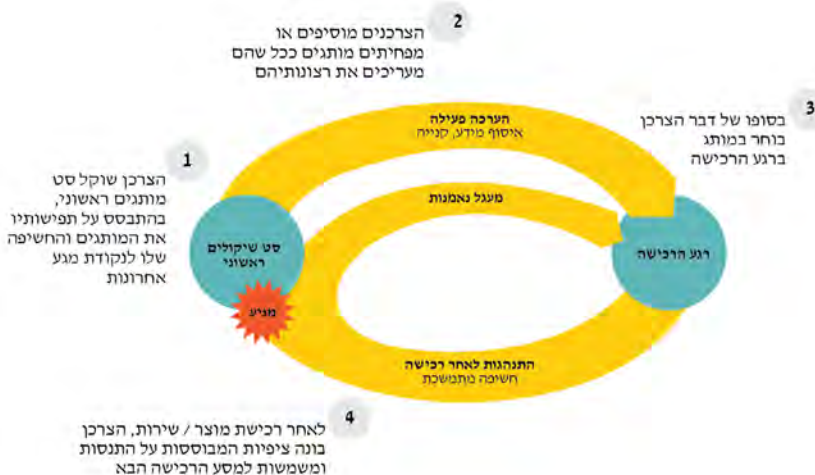 2
הצרכנים מוסיפים או
מפחיתים מותגים ככל שהם
מעריכים את רצונותיהם
3
בסופו של דבר הצרכן
בוחר במותג
ברגע הרכישה
הערכה פעילה
איסוף מידע, קנייה
1
הצרכן שוקל סט
מותגים ראשוני,
בהתבסס על תפישותיו
את המותגים והחשיפה
שלו לנקודת מגע
אחרונות
מעגל נאמנות
סט שיקולים
ראשוני
רגע הרכישה
מניע
התנהגות לאחר רכישה
חשיפה מתמשכת
4
לאחר רכישת מוצר / שירות, הצרכן
בונה ציפיות המבוססות על התנסות
ומשמשות למסע הרכישה הבא